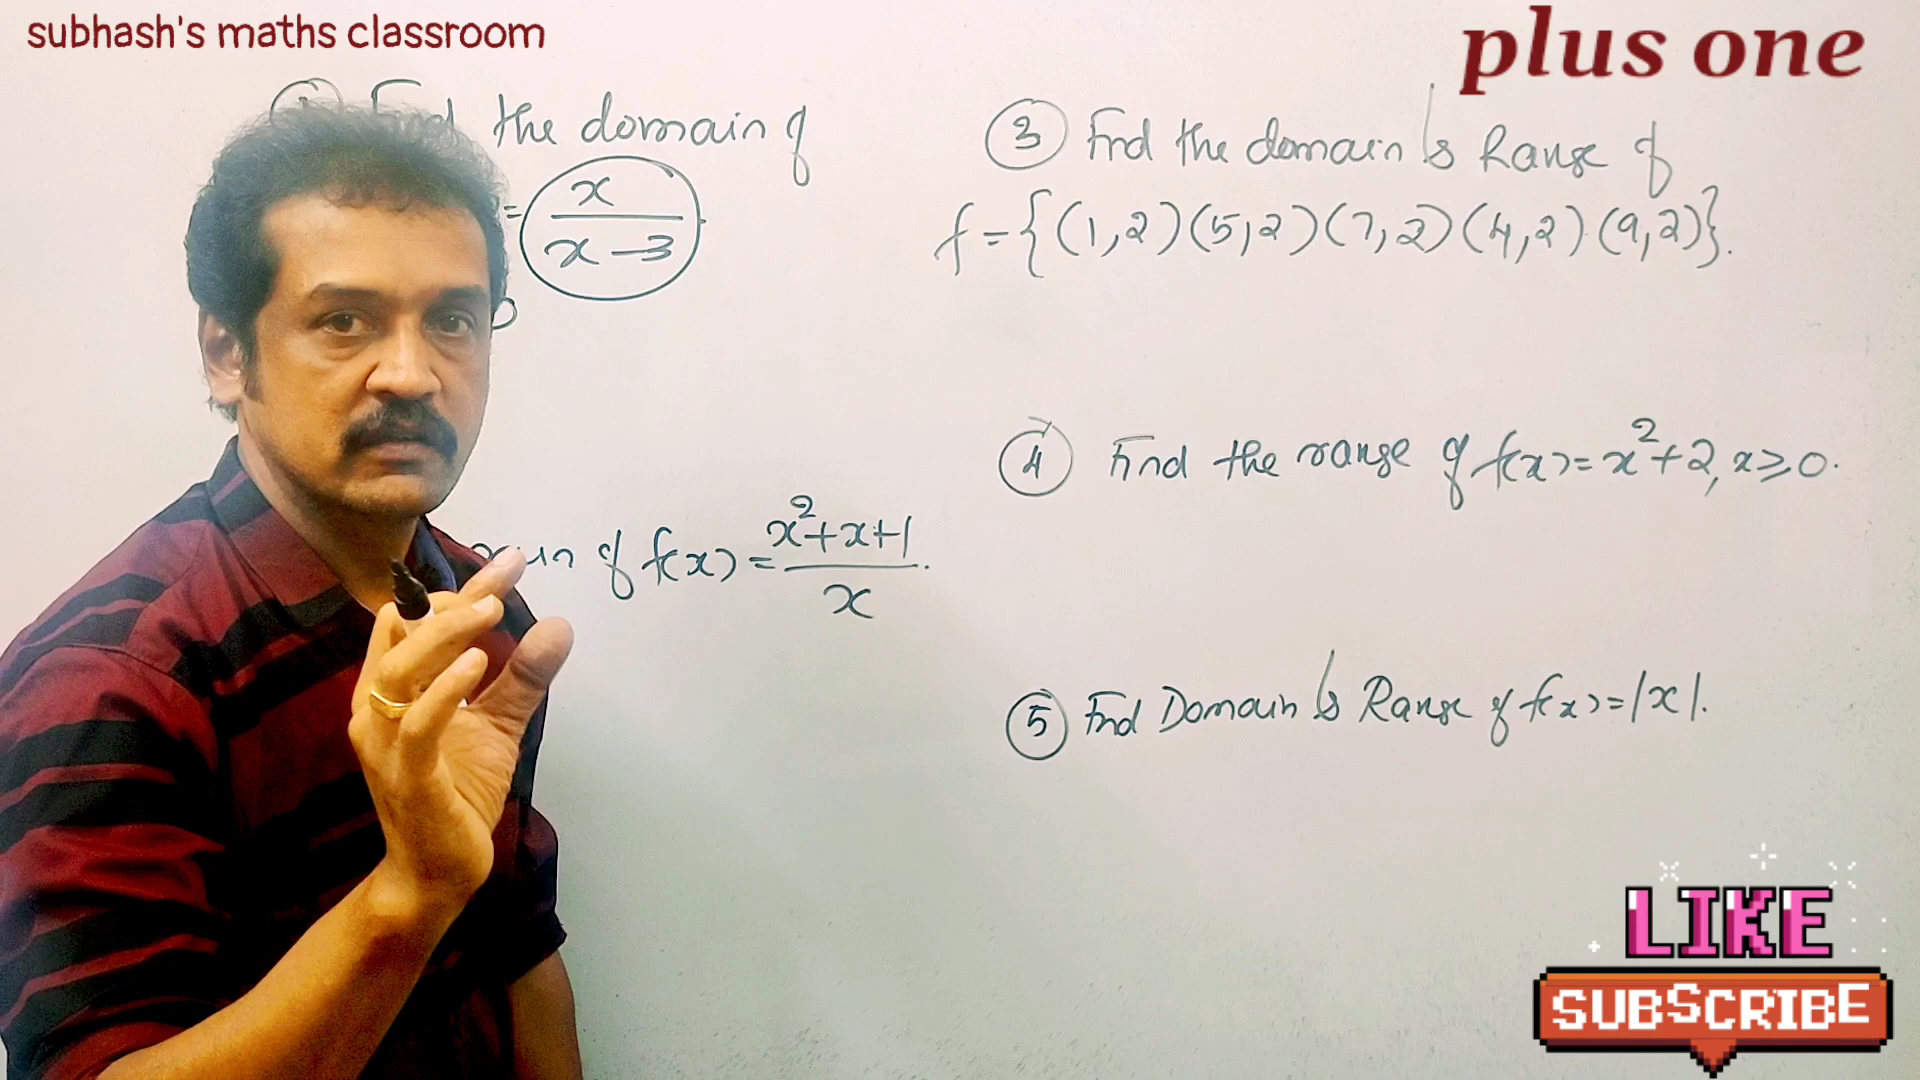 subhash's maths classroom
plus one
the domain of
= x / x-3
0
of f(x) = x²+x+1 / x .
③ Find the domain & Range of
f = {(1,2)(5,2)(7,2)(4,2)(9,2)}.
④ Find the range of f(x) = x²+2, x ≥ 0.
⑤ Find Domain & Range of f(x) = |x|.
LIKE
SUBSCRIBE